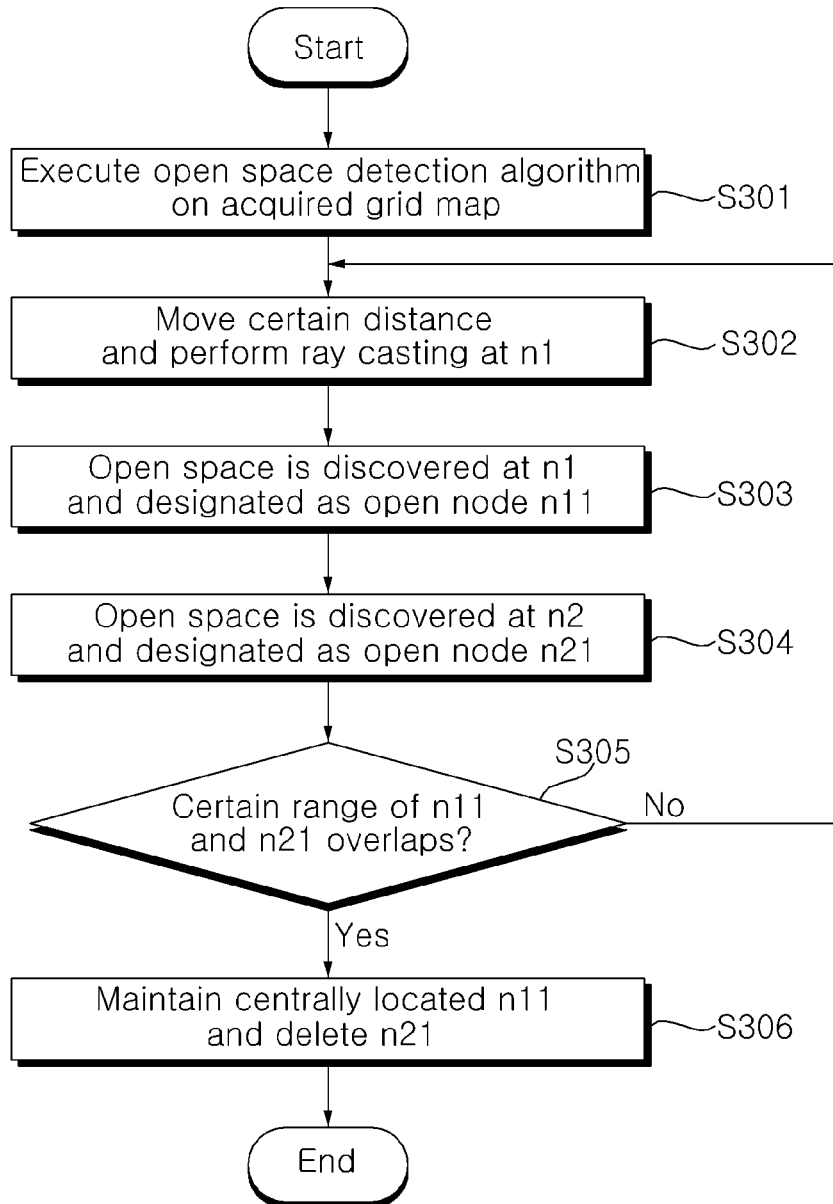 Start
Execute open space detection algorithm
on acquired grid map
S301
Move certain distance
and perform ray casting at n1
S302
Open space is discovered at n1
and designated as open node n11
S303
Open space is discovered at n2
and designated as open node n21
S304
S305
Certain range of n11
and n21 overlaps?
No
Yes
Maintain centrally located n11
and delete n21
S306
End